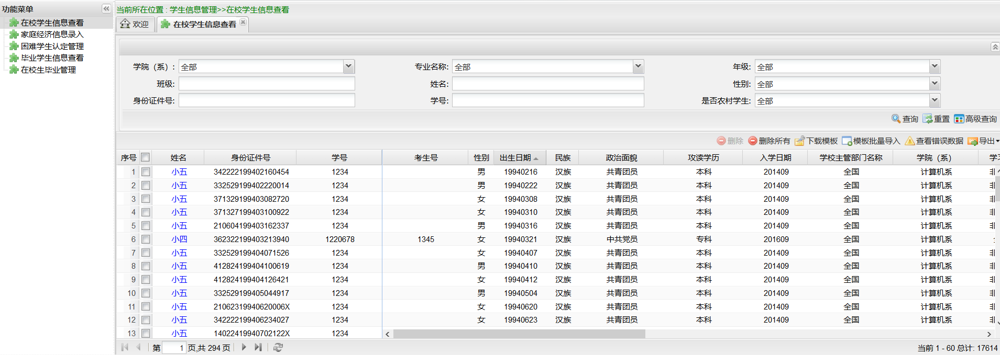 功能菜单
在校学生信息查看
家庭经济信息录入
困难学生认定管理
毕业学生信息查看
在校生毕业管理
当前所在位置 : 学生信息管理>>在校学生信息查看
欢迎 在校学生信息查看
学院（系）: 全部 专业名称: 全部 年级: 全部
班级: 姓名: 性别: 全部
身份证件号: 学号: 是否农村学生: 全部
查询 重置 高级查询
删除 删除所有 下载模板 模板批量导入 查看错误数据 导出
序号 姓名 身份证件号 学号 考生号 性别 出生日期 民族 政治面貌 攻读学历 入学日期 学校主管部门名称 学院（系）
1 小五 342222199402160454 1234 男 19940216 汉族 共青团员 本科 201409 全国 计算机系
2 小五 332529199402220014 1234 男 19940222 汉族 共青团员 本科 201409 全国 计算机系
3 小五 371329199403082720 1234 女 19940308 汉族 共青团员 本科 201409 全国 计算机系
4 小五 371327199403100922 1234 女 19940310 汉族 共青团员 本科 201409 全国 计算机系
5 小五 210604199403162337 1234 男 19940316 汉族 共青团员 本科 201409 全国 计算机系
6 小四 362322199403213940 1220678 1345 女 19940321 汉族 中共党员 专科 201609 全国 计算机系
7 小五 332529199404071526 1234 女 19940407 汉族 共青团员 本科 201409 全国 计算机系
8 小五 412824199404100619 1234 男 19940410 汉族 共青团员 本科 201409 全国 计算机系
9 小五 412824199404126421 1234 女 19940412 汉族 共青团员 本科 201409 全国 计算机系
10 小五 332529199405044917 1234 男 19940504 汉族 共青团员 本科 201409 全国 计算机系
11 小五 21062319940620006X 1234 女 19940620 汉族 共青团员 本科 201409 全国 计算机系
12 小五 342222199406234027 1234 女 19940623 汉族 共青团员 本科 201409 全国 计算机系
13 小五 14022419940702122X 1234
第 1 页,共 294 页 当前 1 - 60 总计: 17614